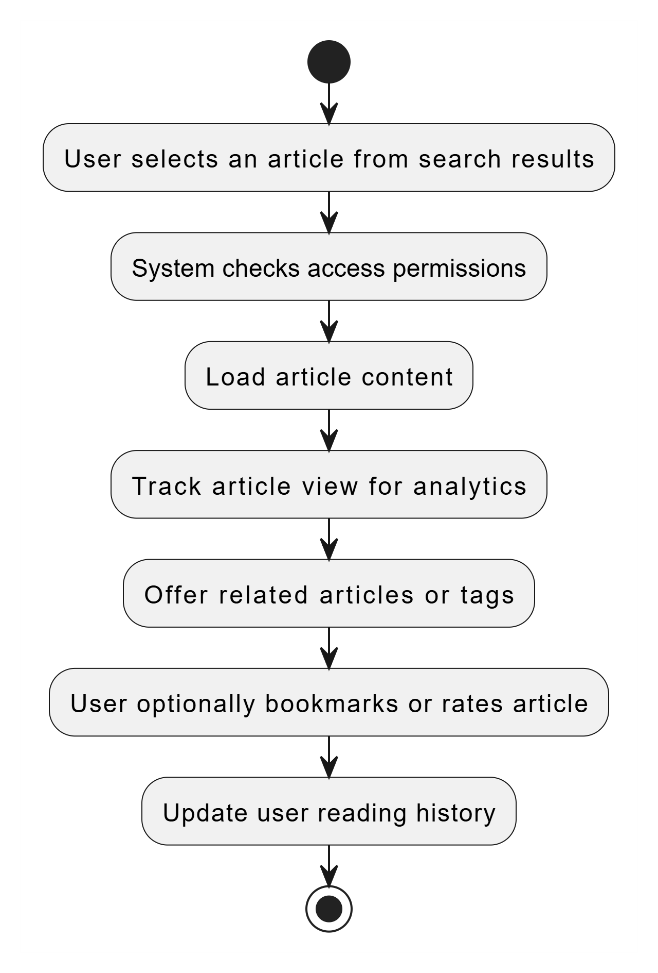 User selects an article from search results
System checks access permissions
Load article content
Track article view for analytics
Offer related articles or tags
User optionally bookmarks or rates article
Update user reading history